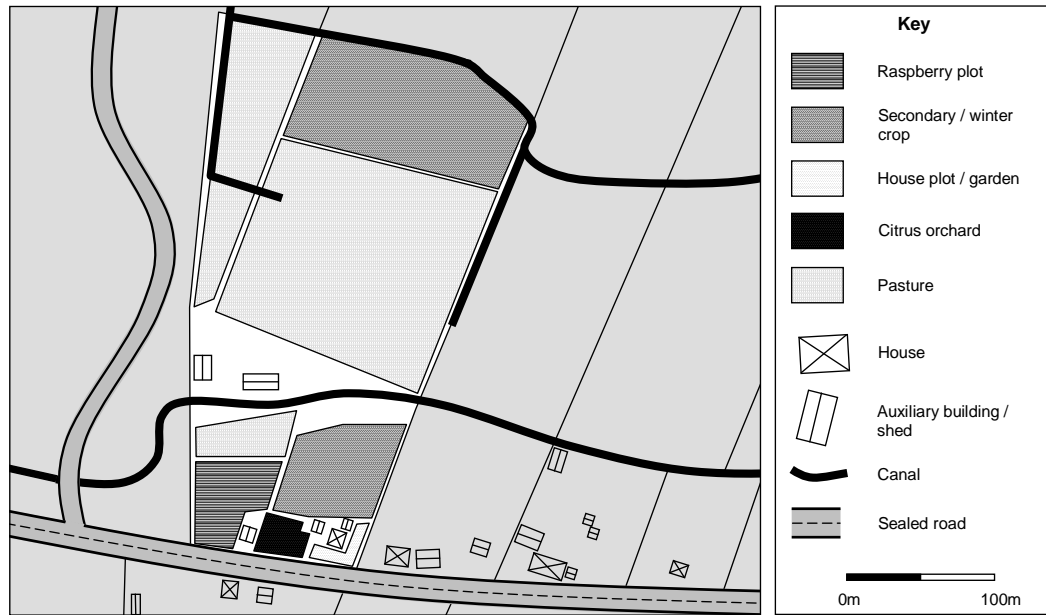 Key
Raspberry plot
Secondary / winter
crop
House plot / garden
Citrus orchard
Pasture
House
Auxiliary building /
shed
Canal
Sealed road
0m 100m